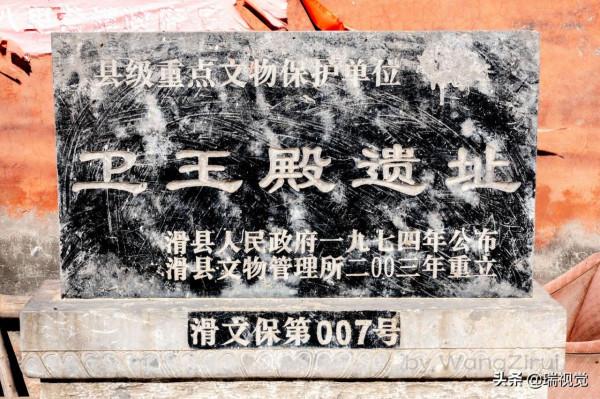 县级重点文物保护单位
卫王殿遗址
滑县人民政府一九七四年公布
滑县文物管理所二00三年重立
滑文保第007号
by WangZirui
头条 @瑞视觉